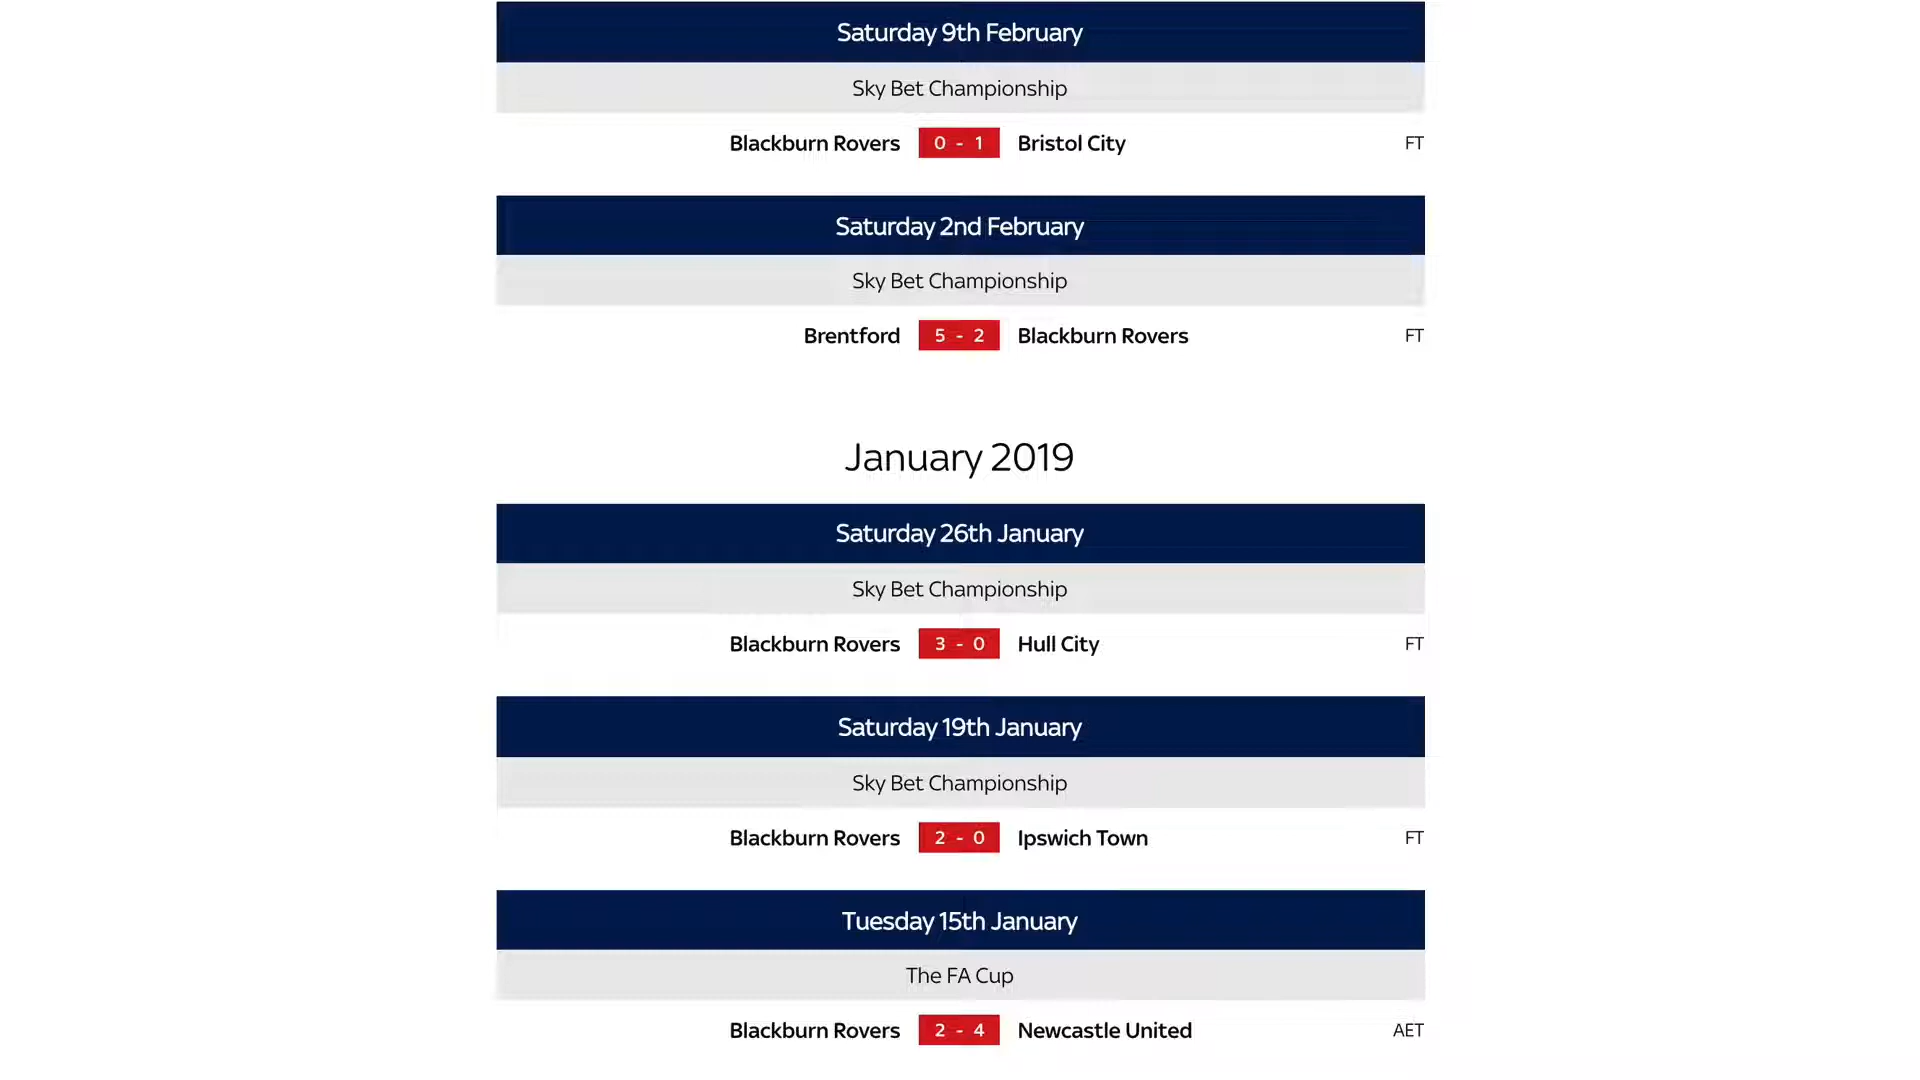 Saturday 9th February
Sky Bet Championship
Blackburn Rovers 0 - 1 Bristol City FT
Saturday 2nd February
Sky Bet Championship
Brentford 5 - 2 Blackburn Rovers FT
January 2019
Saturday 26th January
Sky Bet Championship
Blackburn Rovers 3 - 0 Hull City FT
Saturday 19th January
Sky Bet Championship
Blackburn Rovers 2 - 0 Ipswich Town FT
Tuesday 15th January
The FA Cup
Blackburn Rovers 2 - 4 Newcastle United AET